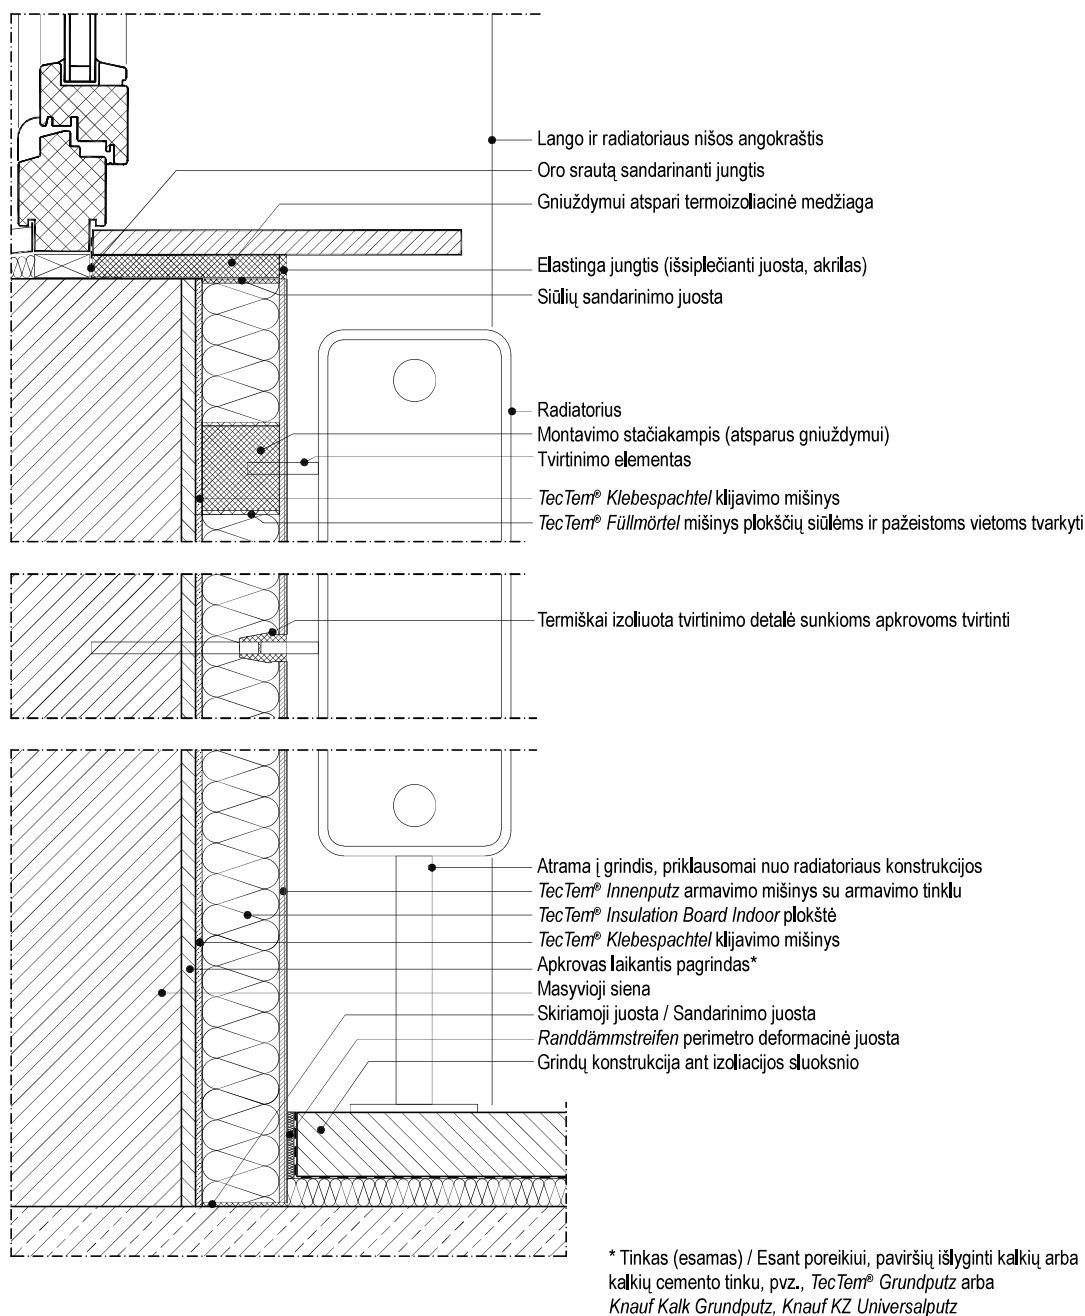 Lango ir radiatoriaus nišos angokraštis
Oro srautą sandarinanti jungtis
Gniuždymui atspari termoizoliacinė medžiaga
Elastinga jungtis (išsiplečianti juosta, akrilas)
Siūlių sandarinimo juosta
Radiatorius
Montavimo stačiakampis (atsparus gniuždymui)
Tvirtinimo elementas
TecTem® Klebespachtel klijavimo mišinys
TecTem® Füllmörtel mišinys plokščių siūlėms ir pažeistoms vietoms tvarkyti
Termiškai izoliuota tvirtinimo detalė sunkioms apkrovoms tvirtinti
Atrama į grindis, priklausomai nuo radiatoriaus konstrukcijos
TecTem® Innenputz armavimo mišinys su armavimo tinklu
TecTem® Insulation Board Indoor plokštė
TecTem® Klebespachtel klijavimo mišinys
Apkrovas laikantis pagrindas*
Masyvioji siena
Skiriamoji juosta / Sandarinimo juosta
Randdämmstreifen perimetro deformacinė juosta
Grindų konstrukcija ant izoliacijos sluoksnio
* Tinkas (esamas) / Esant poreikiui, paviršių išlyginti kalkių arba
kalkių cemento tinku, pvz., TecTem® Grundputz arba
Knauf Kalk Grundputz, Knauf KZ Universalputz